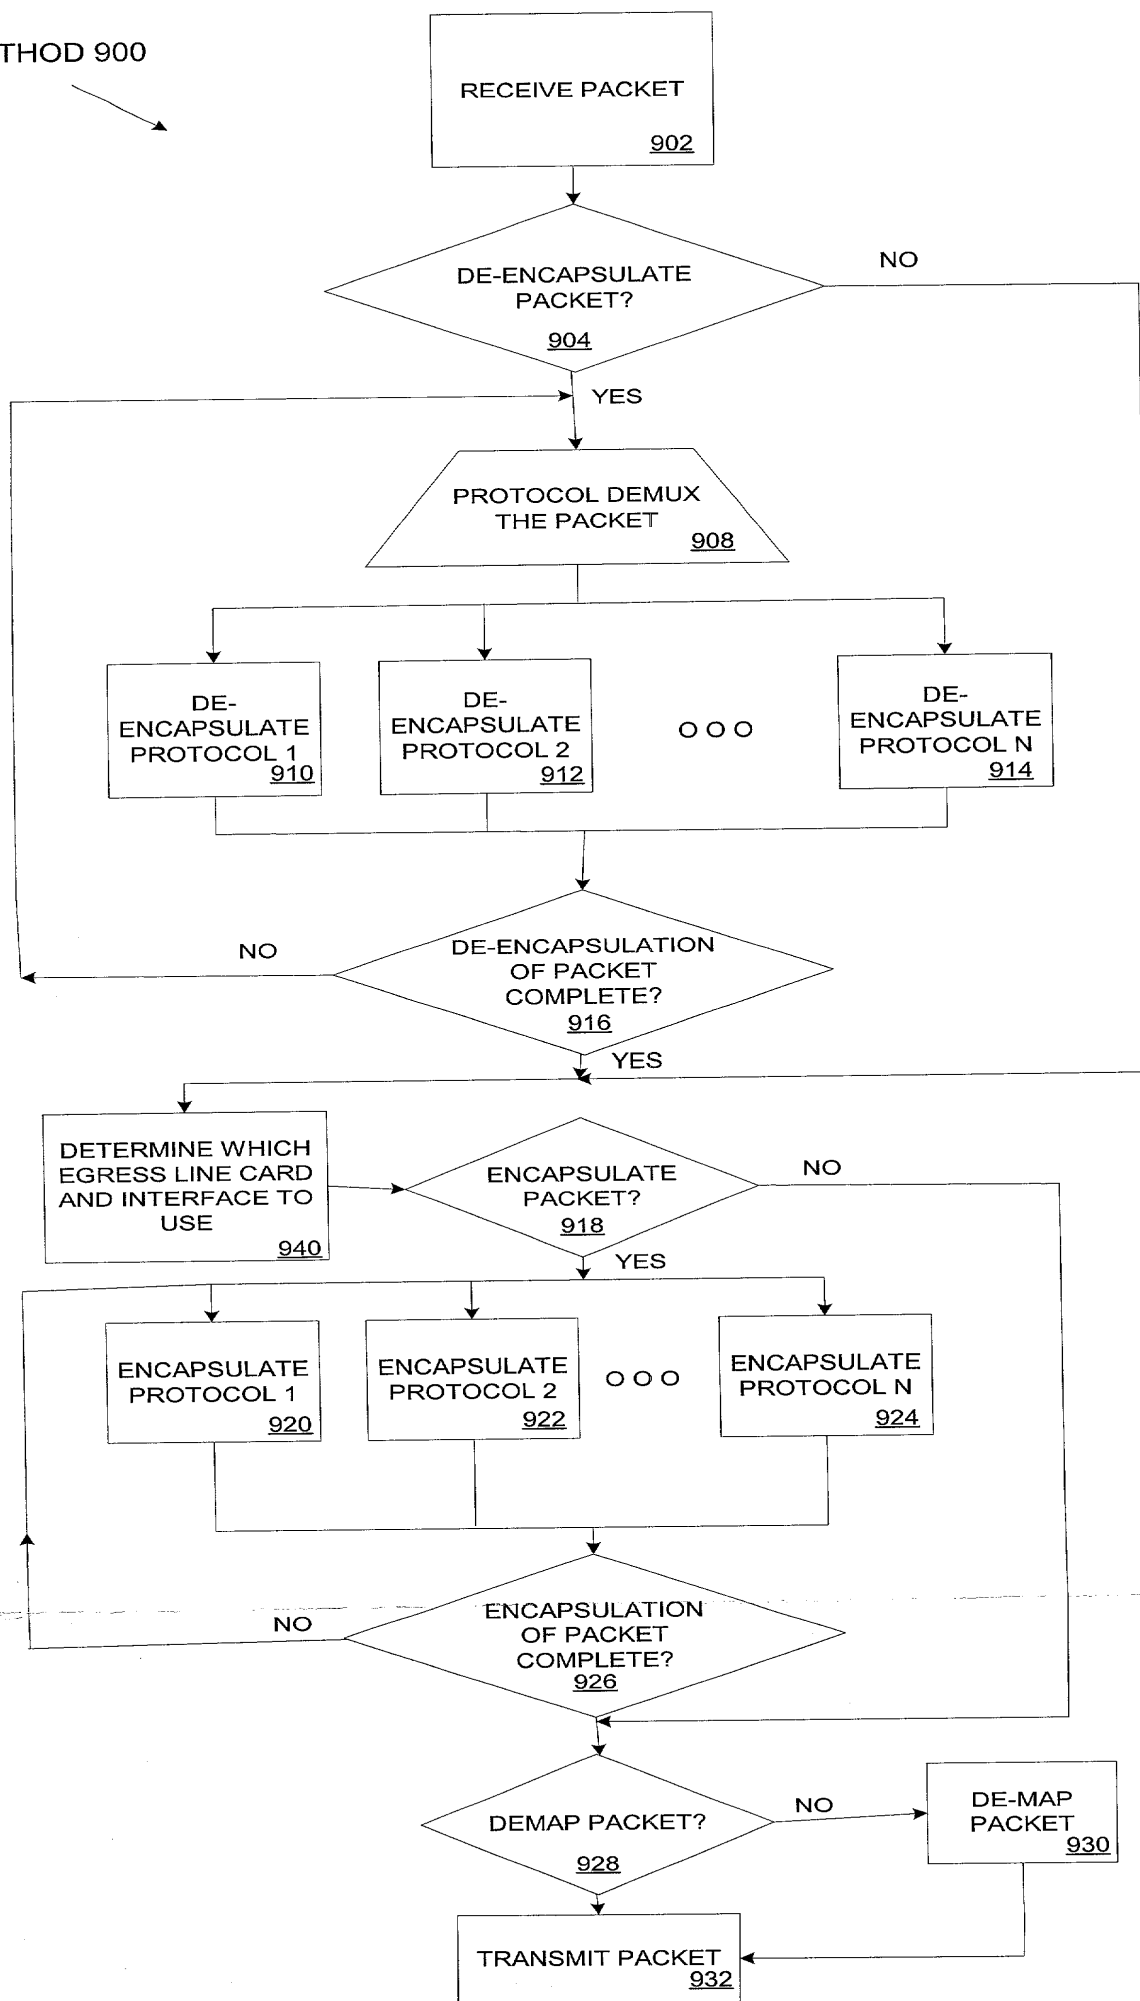 THOD 900
RECEIVE PACKET
902
DE-ENCAPSULATE
PACKET?
904
NO
YES
PROTOCOL DEMUX
THE PACKET
908
DE-
ENCAPSULATE
PROTOCOL 1
910
DE-
ENCAPSULATE
PROTOCOL 2
912
DE-
ENCAPSULATE
PROTOCOL N
914
DE-ENCAPSULATION
OF PACKET
COMPLETE?
916
NO
YES
DETERMINE WHICH
EGRESS LINE CARD
AND INTERFACE TO
USE
940
ENCAPSULATE
PACKET?
918
NO
YES
ENCAPSULATE
PROTOCOL 1
920
ENCAPSULATE
PROTOCOL 2
922
ENCAPSULATE
PROTOCOL N
924
ENCAPSULATION
OF PACKET
COMPLETE?
926
NO
DEMAP PACKET?
928
NO
DE-MAP
PACKET
930
TRANSMIT PACKET
932